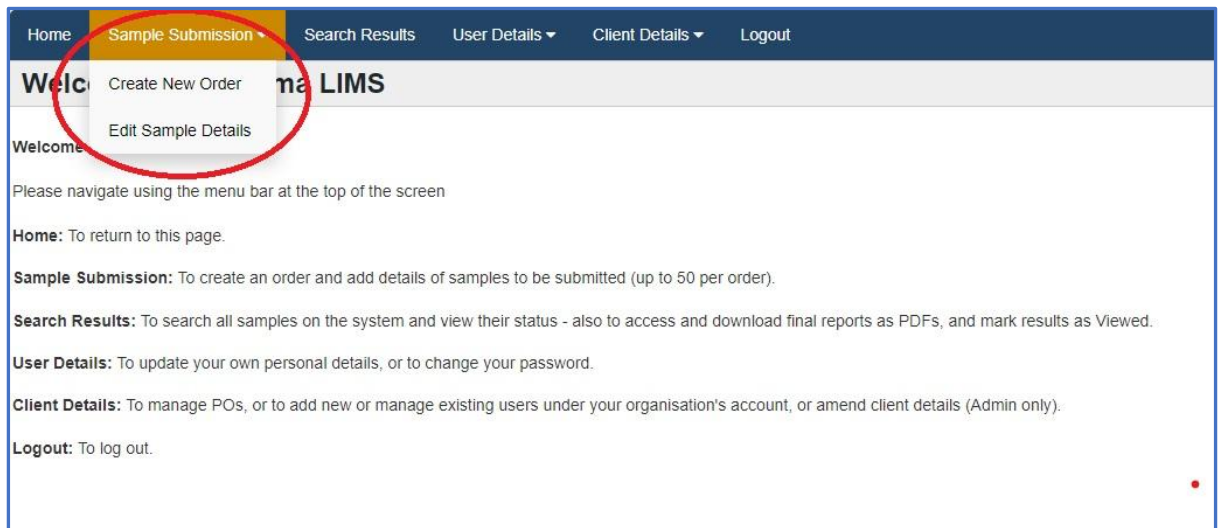 Home Sample Submission Search Results User Details Client Details Logout
Create New Order
Edit Sample Details
LIMS
Welcome
Please navigate using the menu bar at the top of the screen
Home: To return to this page.
Sample Submission: To create an order and add details of samples to be submitted (up to 50 per order).
Search Results: To search all samples on the system and view their status - also to access and download final reports as PDFs, and mark results as Viewed.
User Details: To update your own personal details, or to change your password.
Client Details: To manage POs, or to add new or manage existing users under your organisation's account, or amend client details (Admin only).
Logout: To log out.